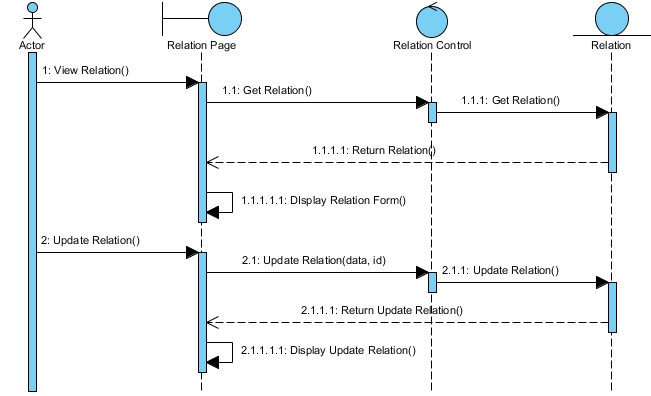 Actor
Relation Page
Relation Control
Relation
1: View Relation()
1.1: Get Relation()
1.1.1: Get Relation()
1.1.1.1: Return Relation()
1.1.1.1.1: DIsplay Relation Form()
2: Update Relation()
2.1: Update Relation(data, id)
2.1.1: Update Relation()
2.1.1.1: Return Update Relation()
2.1.1.1.1: Display Update Relation()